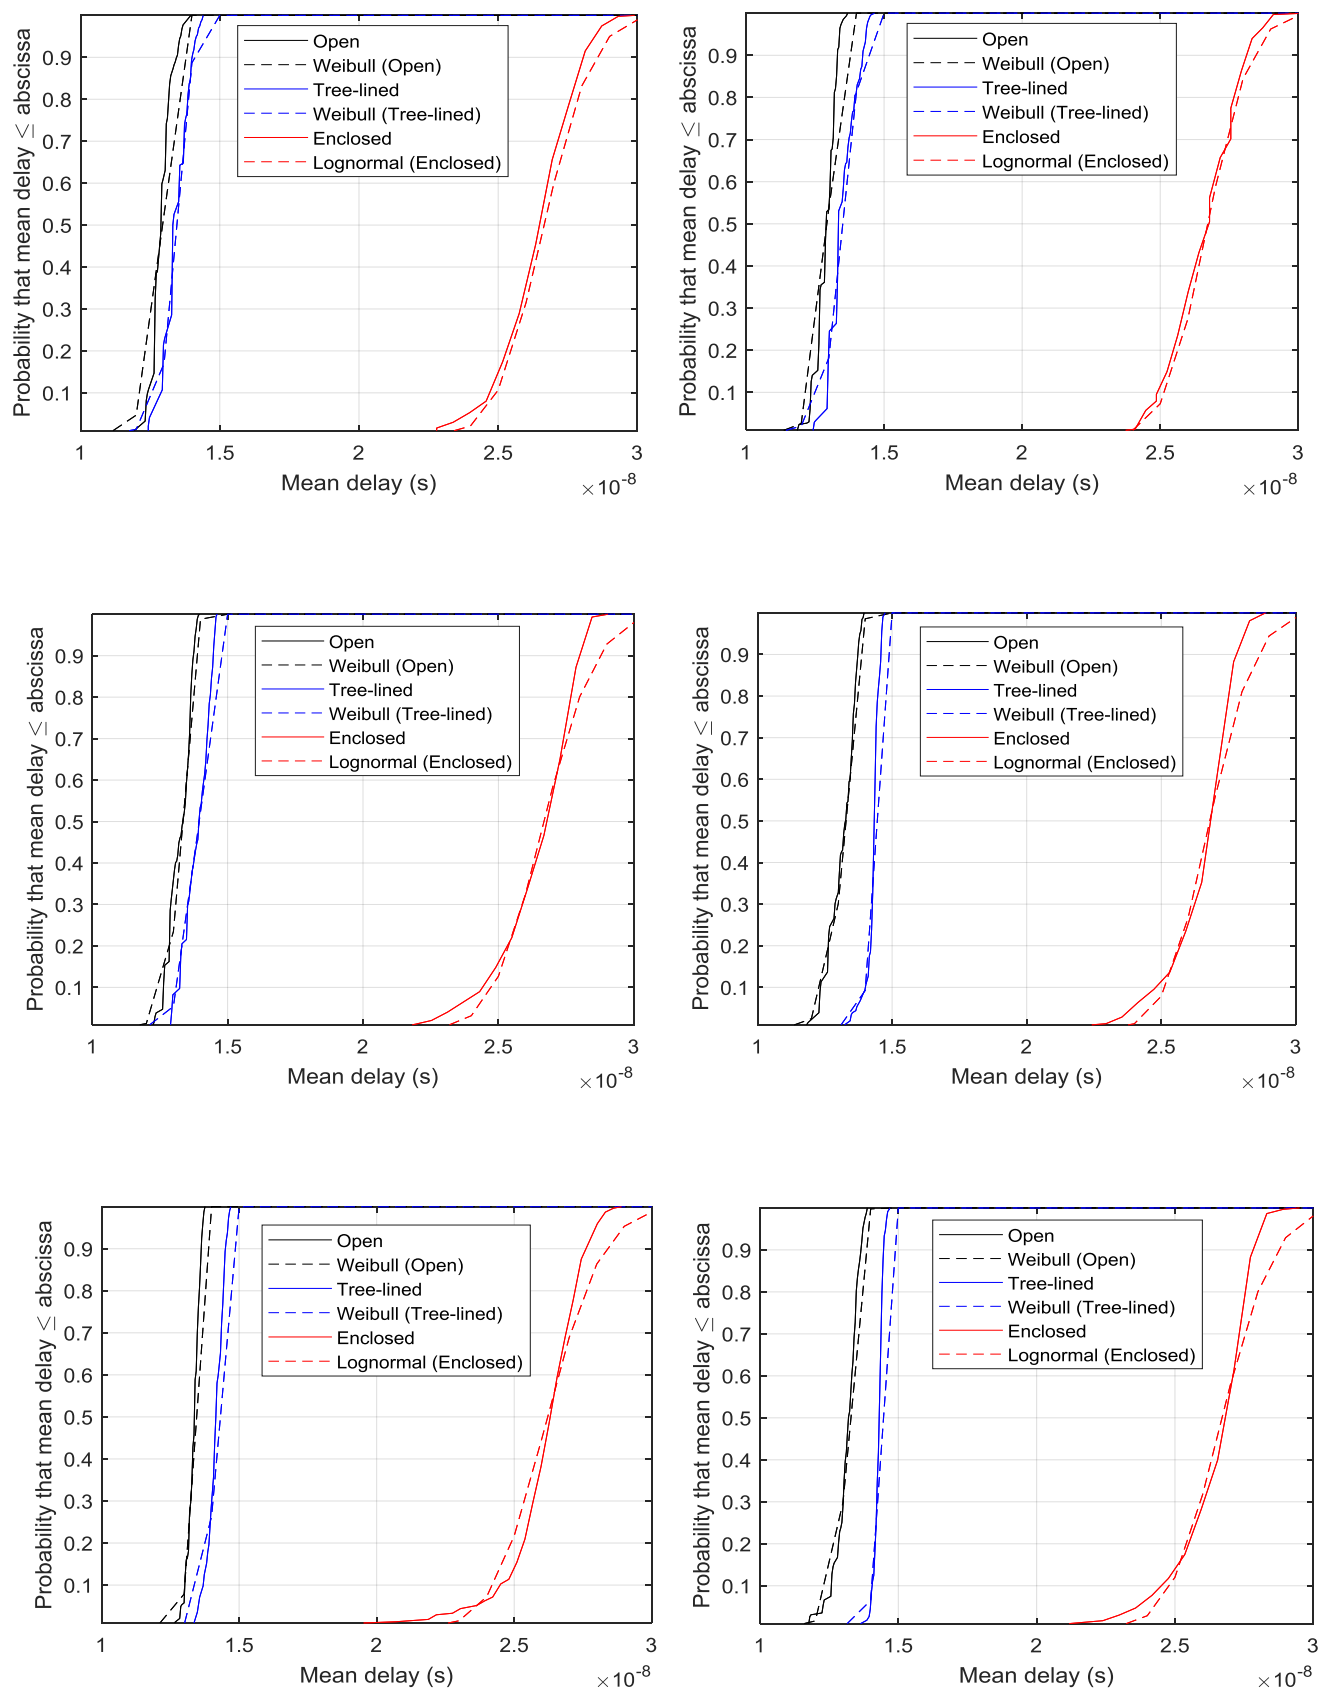 Probability that mean delay ≤ abscissa
0.9
0.8
0.7
0.6
0.5
0.4
0.3
0.2
0.1
Open
Weibull (Open)
Tree-lined
Weibull (Tree-lined)
Enclosed
Lognormal (Enclosed)
1 1.5 2 2.5 3
Mean delay (s)
×10-8
Probability that mean delay ≤ abscissa
0.9
0.8
0.7
0.6
0.5
0.4
0.3
0.2
0.1
Open
Weibull (Open)
Tree-lined
Weibull (Tree-lined)
Enclosed
Lognormal (Enclosed)
1 1.5 2 2.5 3
Mean delay (s)
×10-8
Probability that mean delay ≤ abscissa
0.9
0.8
0.7
0.6
0.5
0.4
0.3
0.2
0.1
Open
Weibull (Open)
Tree-lined
Weibull (Tree-lined)
Enclosed
Lognormal (Enclosed)
1 1.5 2 2.5 3
Mean delay (s)
×10-8
Probability that mean delay ≤ abscissa
0.9
0.8
0.7
0.6
0.5
0.4
0.3
0.2
0.1
Open
Weibull (Open)
Tree-lined
Weibull (Tree-lined)
Enclosed
Lognormal (Enclosed)
1 1.5 2 2.5 3
Mean delay (s)
×10-8
Probability that mean delay ≤ abscissa
0.9
0.8
0.7
0.6
0.5
0.4
0.3
0.2
0.1
Open
Weibull (Open)
Tree-lined
Weibull (Tree-lined)
Enclosed
Lognormal (Enclosed)
1 1.5 2 2.5 3
Mean delay (s)
×10-8
Probability that mean delay ≤ abscissa
0.9
0.8
0.7
0.6
0.5
0.4
0.3
0.2
0.1
Open
Weibull (Open)
Tree-lined
Weibull (Tree-lined)
Enclosed
Lognormal (Enclosed)
1 1.5 2 2.5 3
Mean delay (s)
×10-8